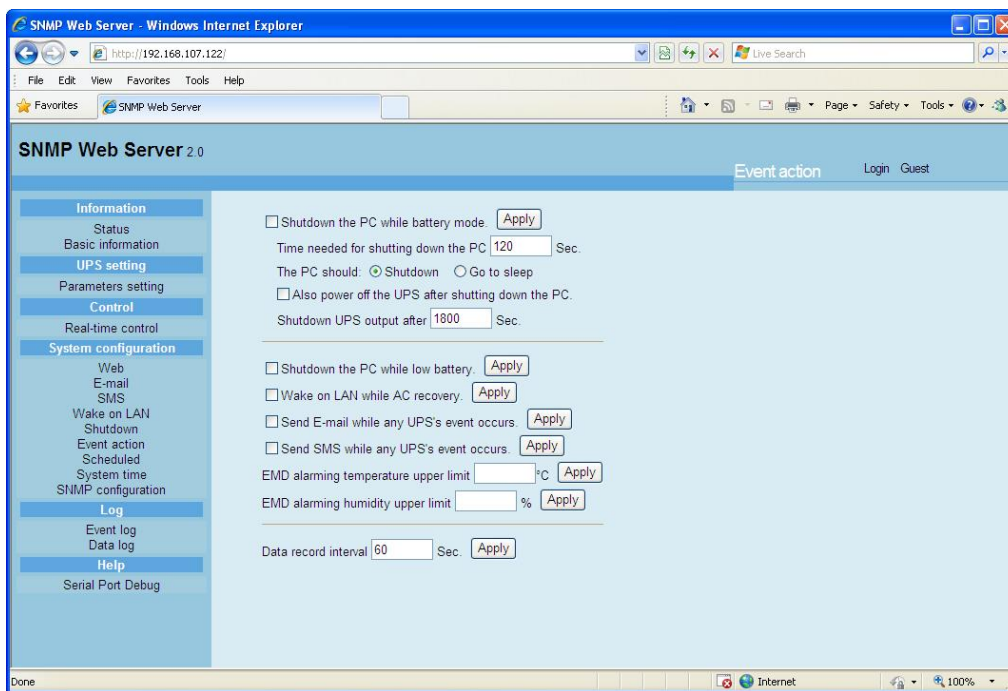 SNMP Web Server - Windows Internet Explorer
http://192.168.107.122/
Live Search
File Edit View Favorites Tools Help
Favorites SNMP Web Server Page Safety Tools
SNMP Web Server 2.0
Event action Login Guest
Information
Status
Basic information
UPS setting
Parameters setting
Control
Real-time control
System configuration
Web
E-mail
SMS
Wake on LAN
Shutdown
Event action
Scheduled
System time
SNMP configuration
Log
Event log
Data log
Help
Serial Port Debug
Shutdown the PC while battery mode. Apply
Time needed for shutting down the PC 120 Sec.
The PC should: Shutdown Go to sleep
Also power off the UPS after shutting down the PC.
Shutdown UPS output after 1800 Sec.
Shutdown the PC while low battery. Apply
Wake on LAN while AC recovery. Apply
Send E-mail while any UPS's event occurs. Apply
Send SMS while any UPS's event occurs. Apply
EMD alarming temperature upper limit °C Apply
EMD alarming humidity upper limit % Apply
Data record interval 60 Sec. Apply
Done Internet 100%